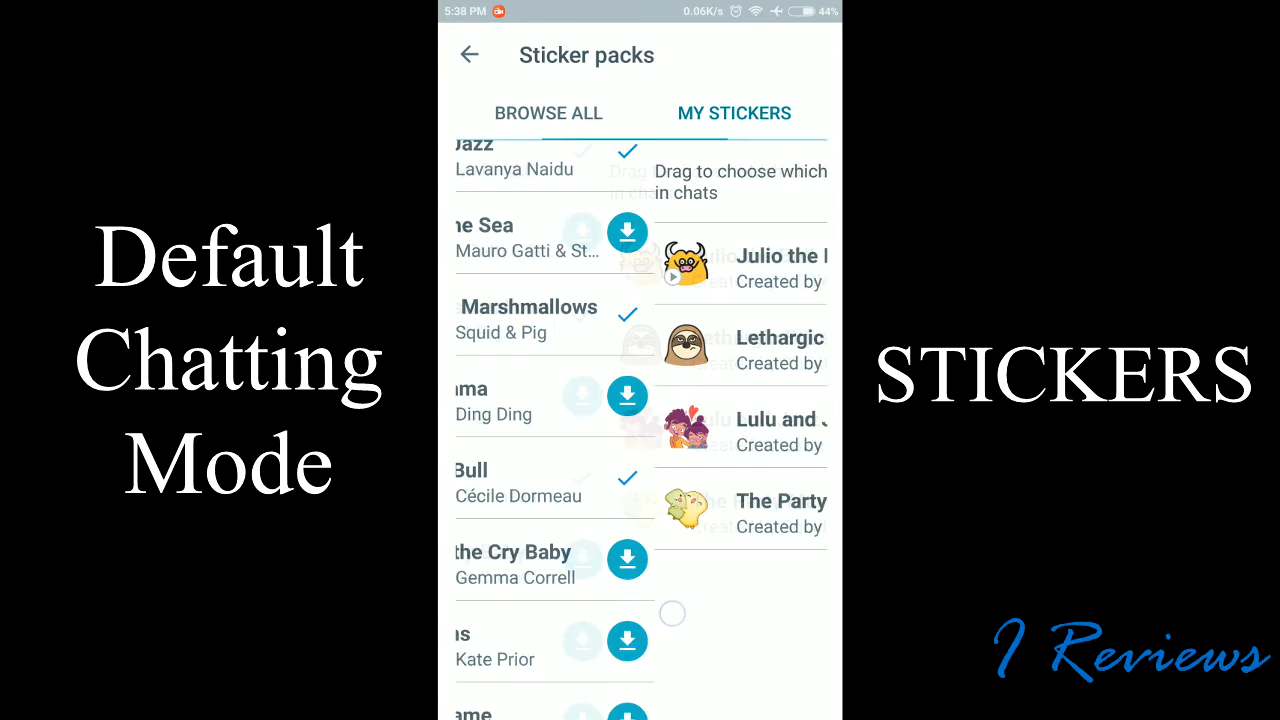 Default
Chatting
Mode
5:38 PM
0.06K/s
44%
Sticker packs
BROWSE ALL
MY STICKERS
Jazz
Lavanya Naidu
he Sea
Mauro Gatti & St...
Marshmallows
Squid & Pig
ama
Ding Ding
Bull
Cécile Dormeau
the Cry Baby
Gemma Correll
ns
Kate Prior
ame
Drag to choose which
in chats
Julio the
Created by
Lethargic
Created by
Lulu and
Created by
The Party
Created by
STICKERS
I Reviews